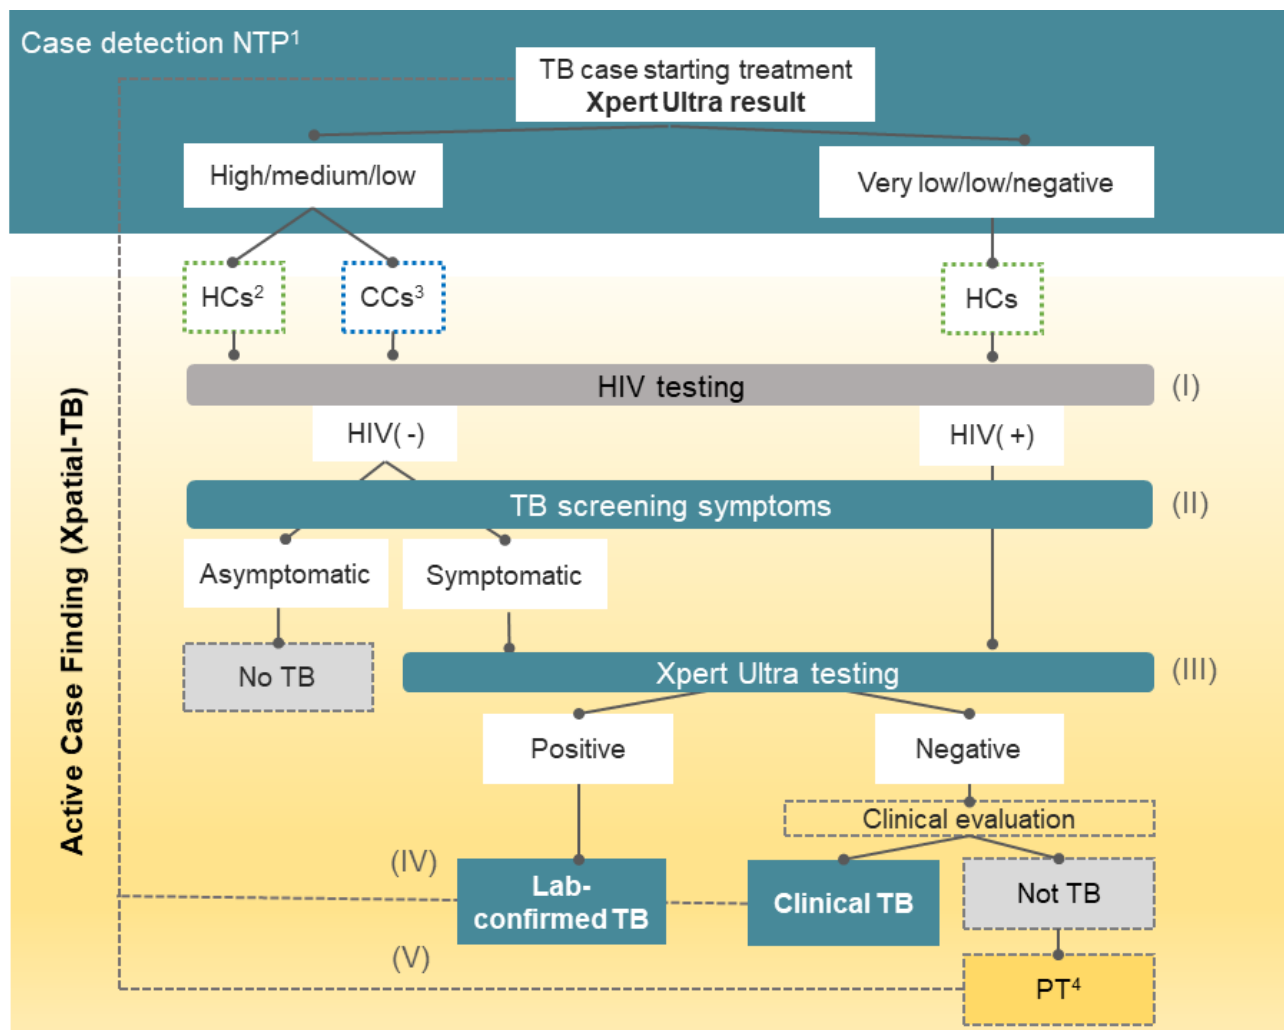 Case detection NTP¹
TB case starting treatment
Xpert Ultra result
High/medium/low
Very low/low/negative
HCs²
CCs³
HCs
HIV testing
(I)
HIV( -)
HIV( +)
TB screening symptoms
(II)
Asymptomatic
Symptomatic
No TB
Xpert Ultra testing
(III)
Positive
Negative
Clinical evaluation
(IV)
Lab-
confirmed TB
Clinical TB
Not TB
(V)
PT⁴
Active Case Finding (Xpatial-TB)